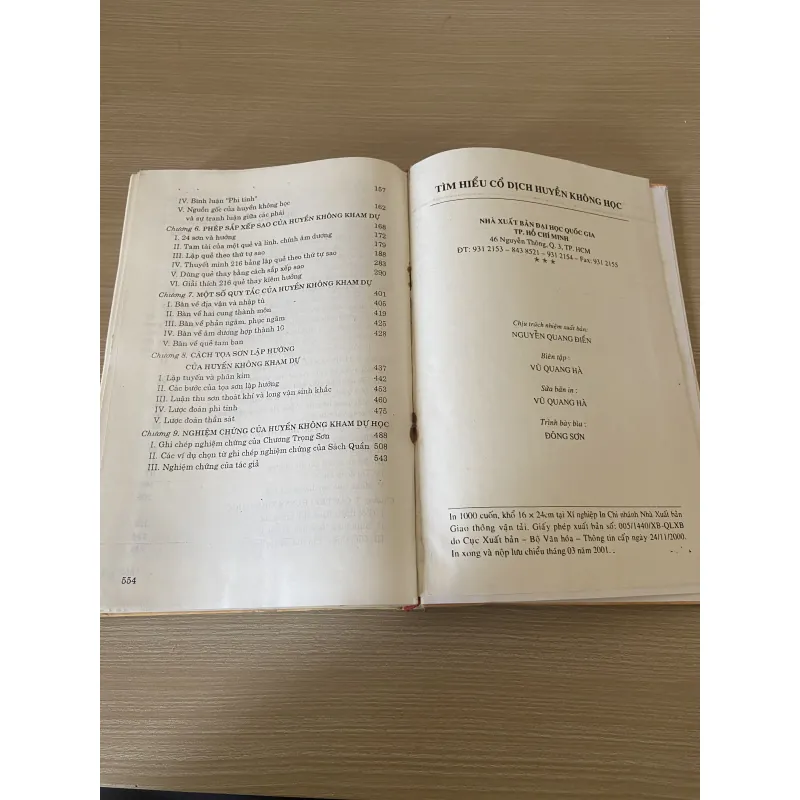 157
IV. Bình luận "Phi tinh"
V. Nguồn gốc của huyền không học
và sự tranh luận giữa các phái 162
Chương 6. PHÉP SẮP XẾP SAO CỦA HUYỀN KHÔNG KHAM DƯ 168
I. 24 sơn và hướng 172
II. Tam tài của một quẻ và linh, chính âm dương 179
III. Lập quẻ theo thứ tự sao 188
IV. Thuyết minh 216 bảng lập quẻ theo thứ tự sao 283
V. Dùng quẻ thay bằng cách sắp xếp sao 290
VI. Giải thích 216 quẻ thay kiêm hướng
Chương 7. MỘT SỐ QUY TẮC CỦA HUYỀN KHÔNG KHAM DƯ 401
I. Bàn về địa vận và nhập tù 405
II. Bàn về hai cung thành môn 419
III. Bàn về phản ngâm, phục ngâm 425
IV. Bàn về âm dương hợp thành 10 428
V. Bàn về quẻ tam ban
Chương 8. CÁCH TỌA SƠN LẬP HƯỚNG
CỦA HUYỀN KHÔNG KHAM DƯ 437
I. Lập tuyến và phân kim 442
II. Các bước của tọa sơn lập hướng 453
III. Luận thu sơn thoát khí và long vận sinh khắc 460
IV. Lược đoán phi tinh 475
V. Lược đoán thần sát
Chương 9. NGHIỆM CHỨNG CỦA HUYỀN KHÔNG KHAM DƯ HỌC
I. Ghi chép nghiệm chứng của Chương Trọng Sơn 488
II. Các ví dụ chọn từ ghi chép nghiệm chứng của Sách Quần 508
III. Nghiệm chứng của tác giả 543
554
TÌM HIỂU CỔ DỊCH HUYỀN KHÔNG HỌC
NHÀ XUẤT BẢN ĐẠI HỌC QUỐC GIA
TP. HỒ CHÍ MINH
46 Nguyễn Thông, Q. 3, TP. HCM
ĐT: 931 2153 – 843 8521 – 931 2154 – Fax: 931 2155
* * *
Chịu trách nhiệm xuất bản:
NGUYỄN QUANG ĐIỂN
Biên tập :
VŨ QUANG HÀ
Sửa bản in :
VŨ QUANG HÀ
Trình bày bìa :
ĐÔNG SƠN
In 1000 cuốn, khổ 16 × 24cm tại Xí nghiệp In Chi nhánh Nhà Xuất bản
Giao thông vận tải. Giấy phép xuất bản số: 005/1440/XB-QLXB
do Cục Xuất bản – Bộ Văn hóa – Thông tin cấp ngày 24/11/2000.
In xong và nộp lưu chiểu tháng 03 năm 2001.